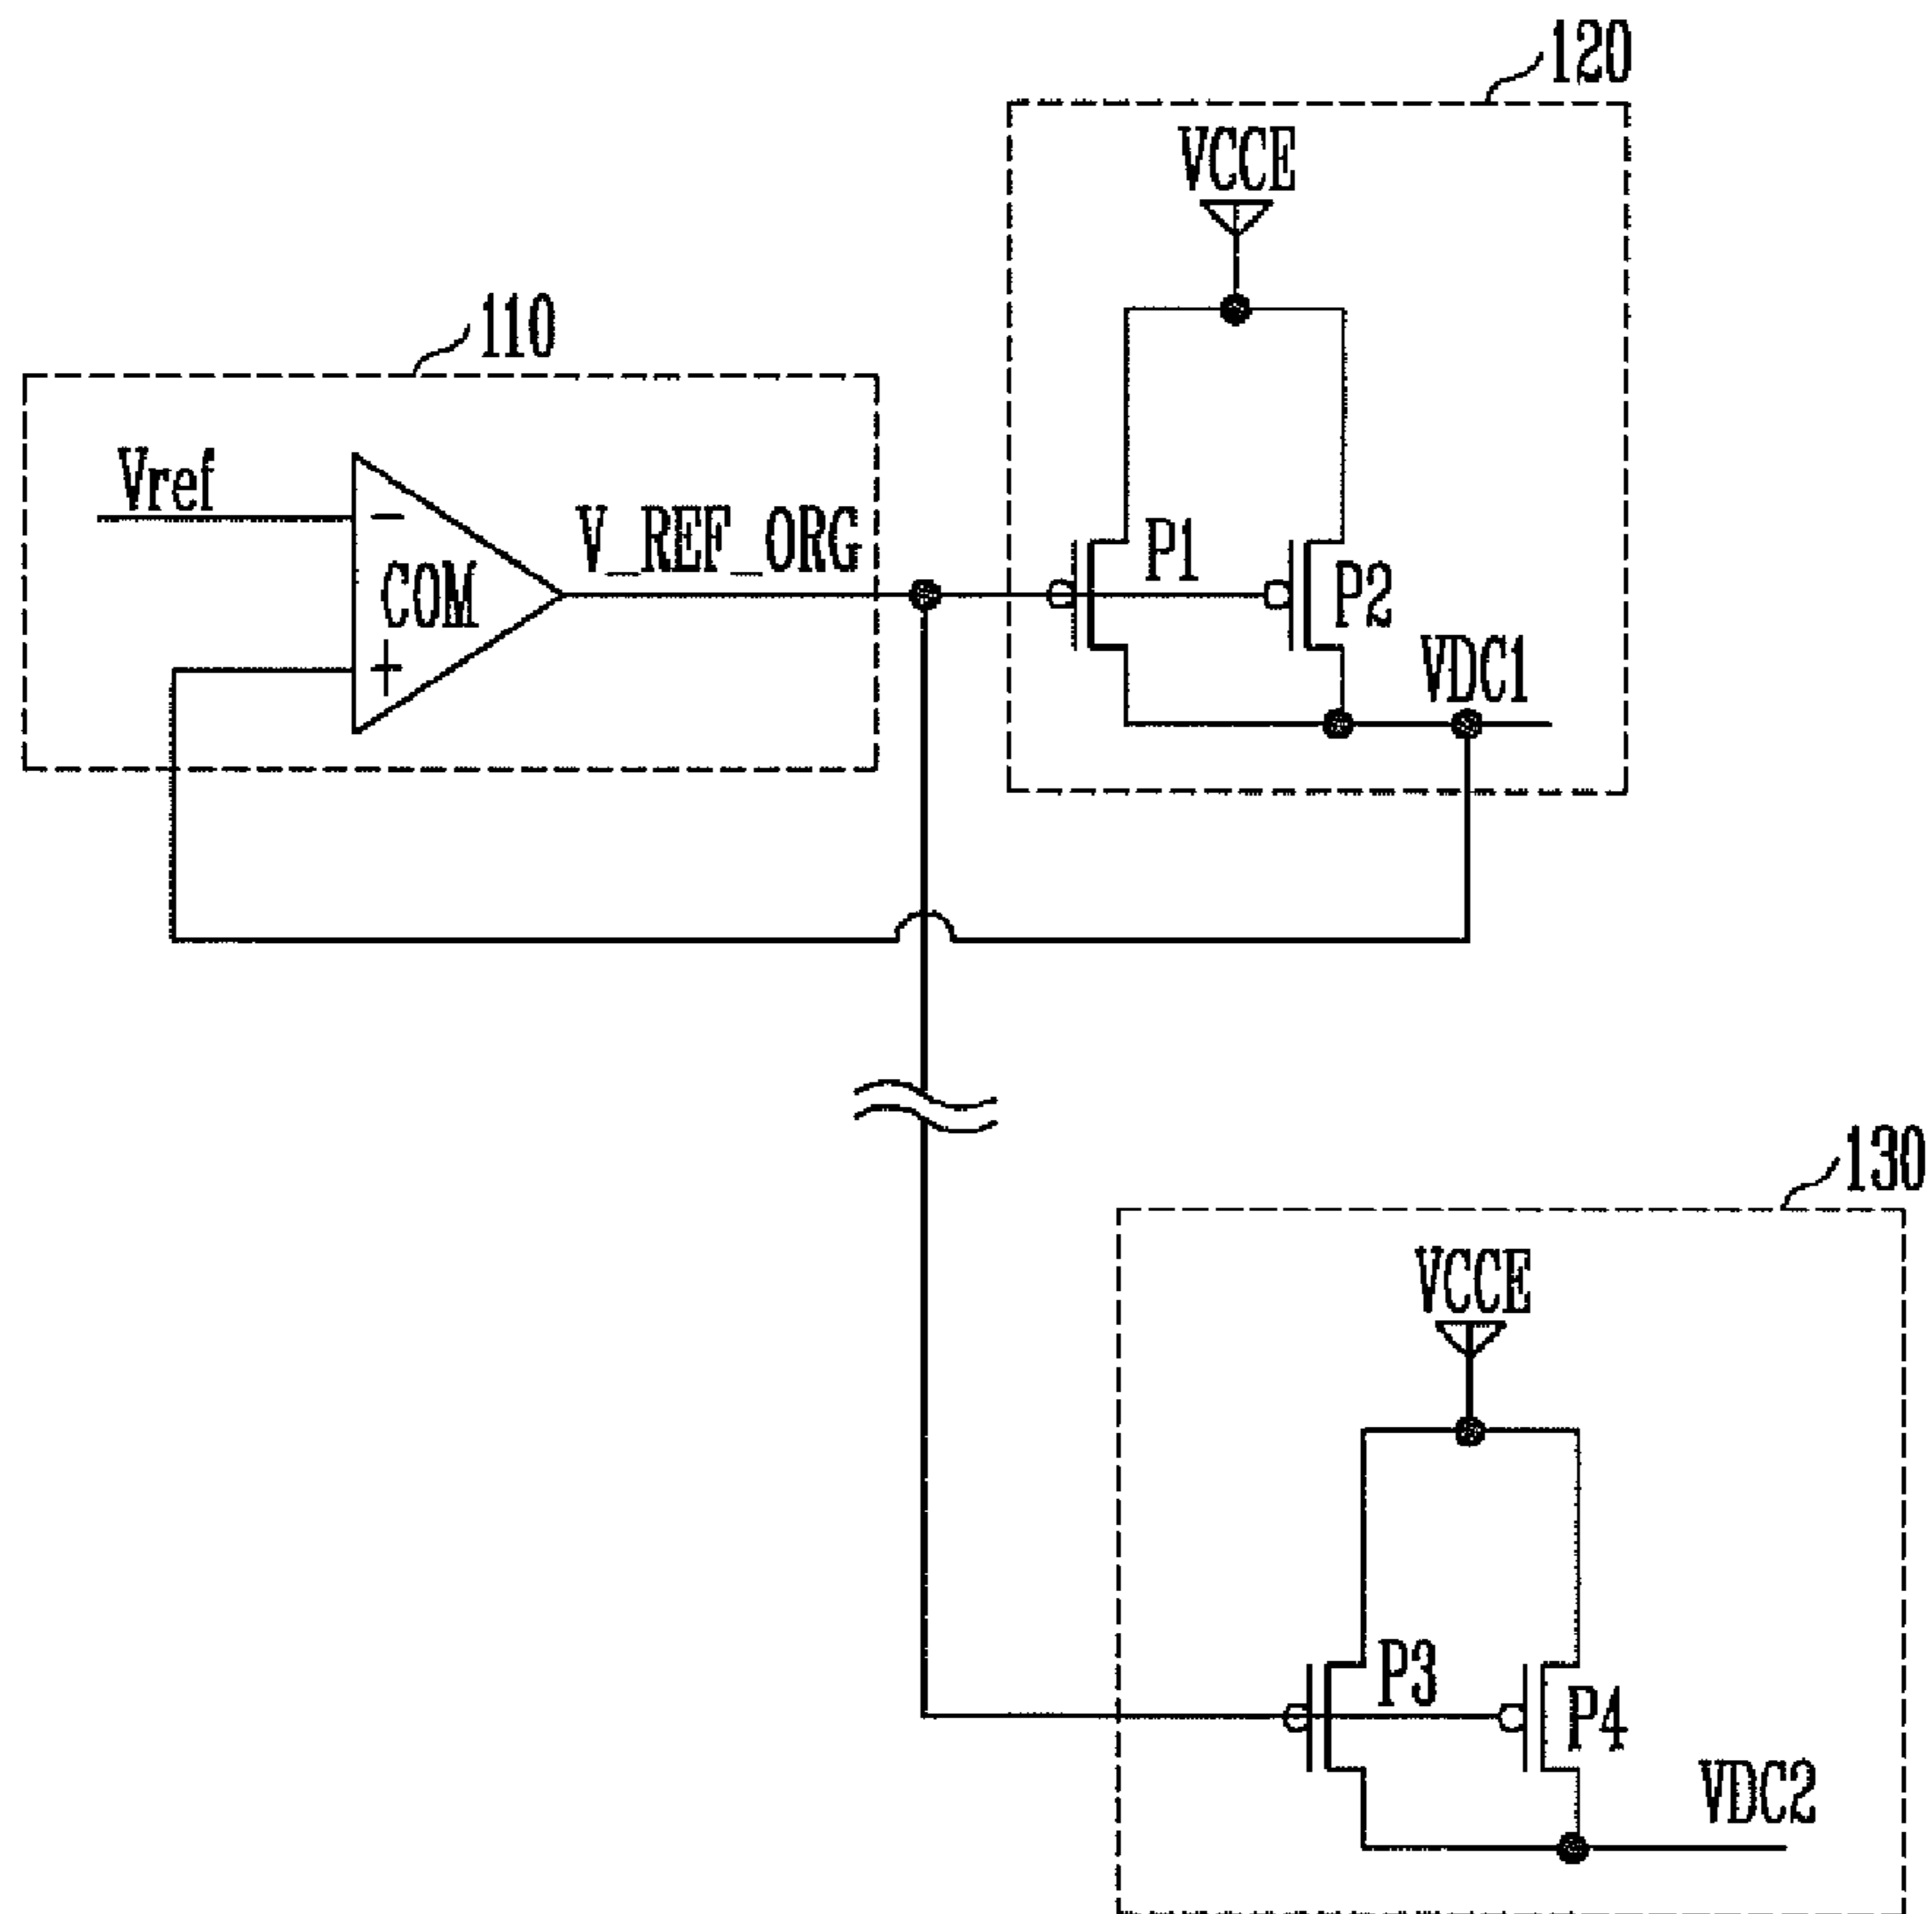 120
VCCE
110
Vref
−
COM
+
V_REF_ORG
P1
P2
VDC1
130
VCCE
P3
P4
VDC2